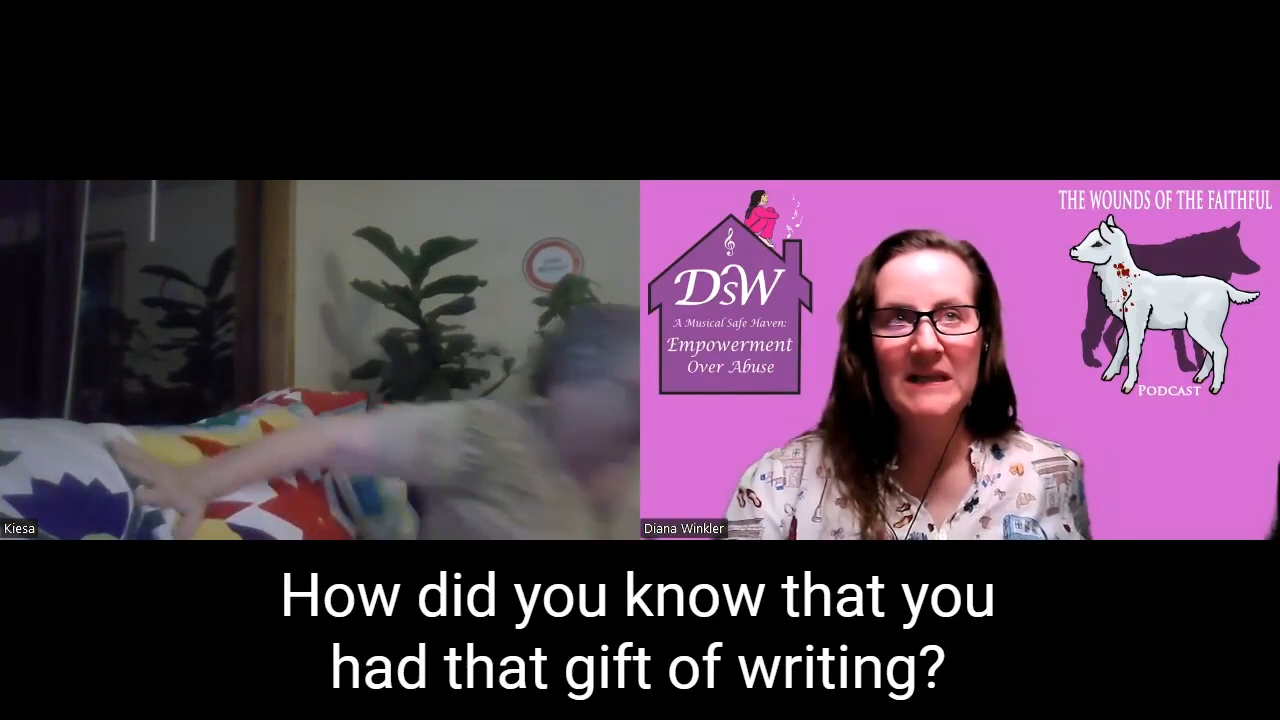 THE WOUNDS OF THE FAITHFUL
DSW
A Musical Safe Haven:
Empowerment
Over Abuse
PODCAST
Kiesa
Diana Winkler
How did you know that you
had that gift of writing?